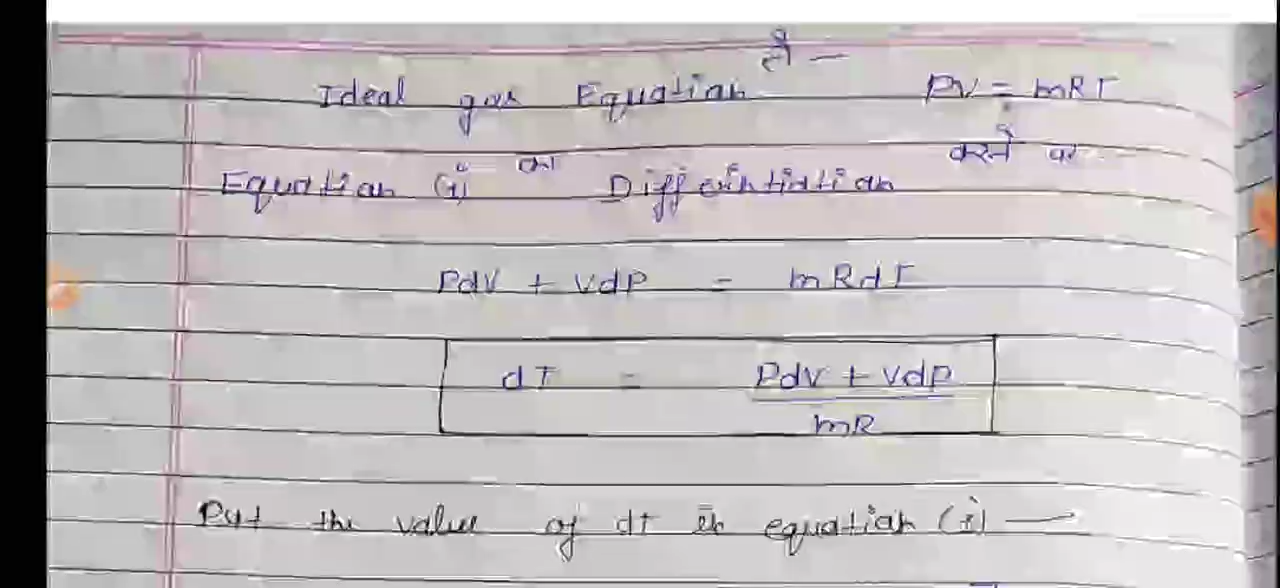 Ideal gas Equation से — PV = mRT
Equation (i) का Differintiation करने पर
PdV + VdP = mRdT
dT = PdV + VdP
mR
Put the value of dt in equation (i) —